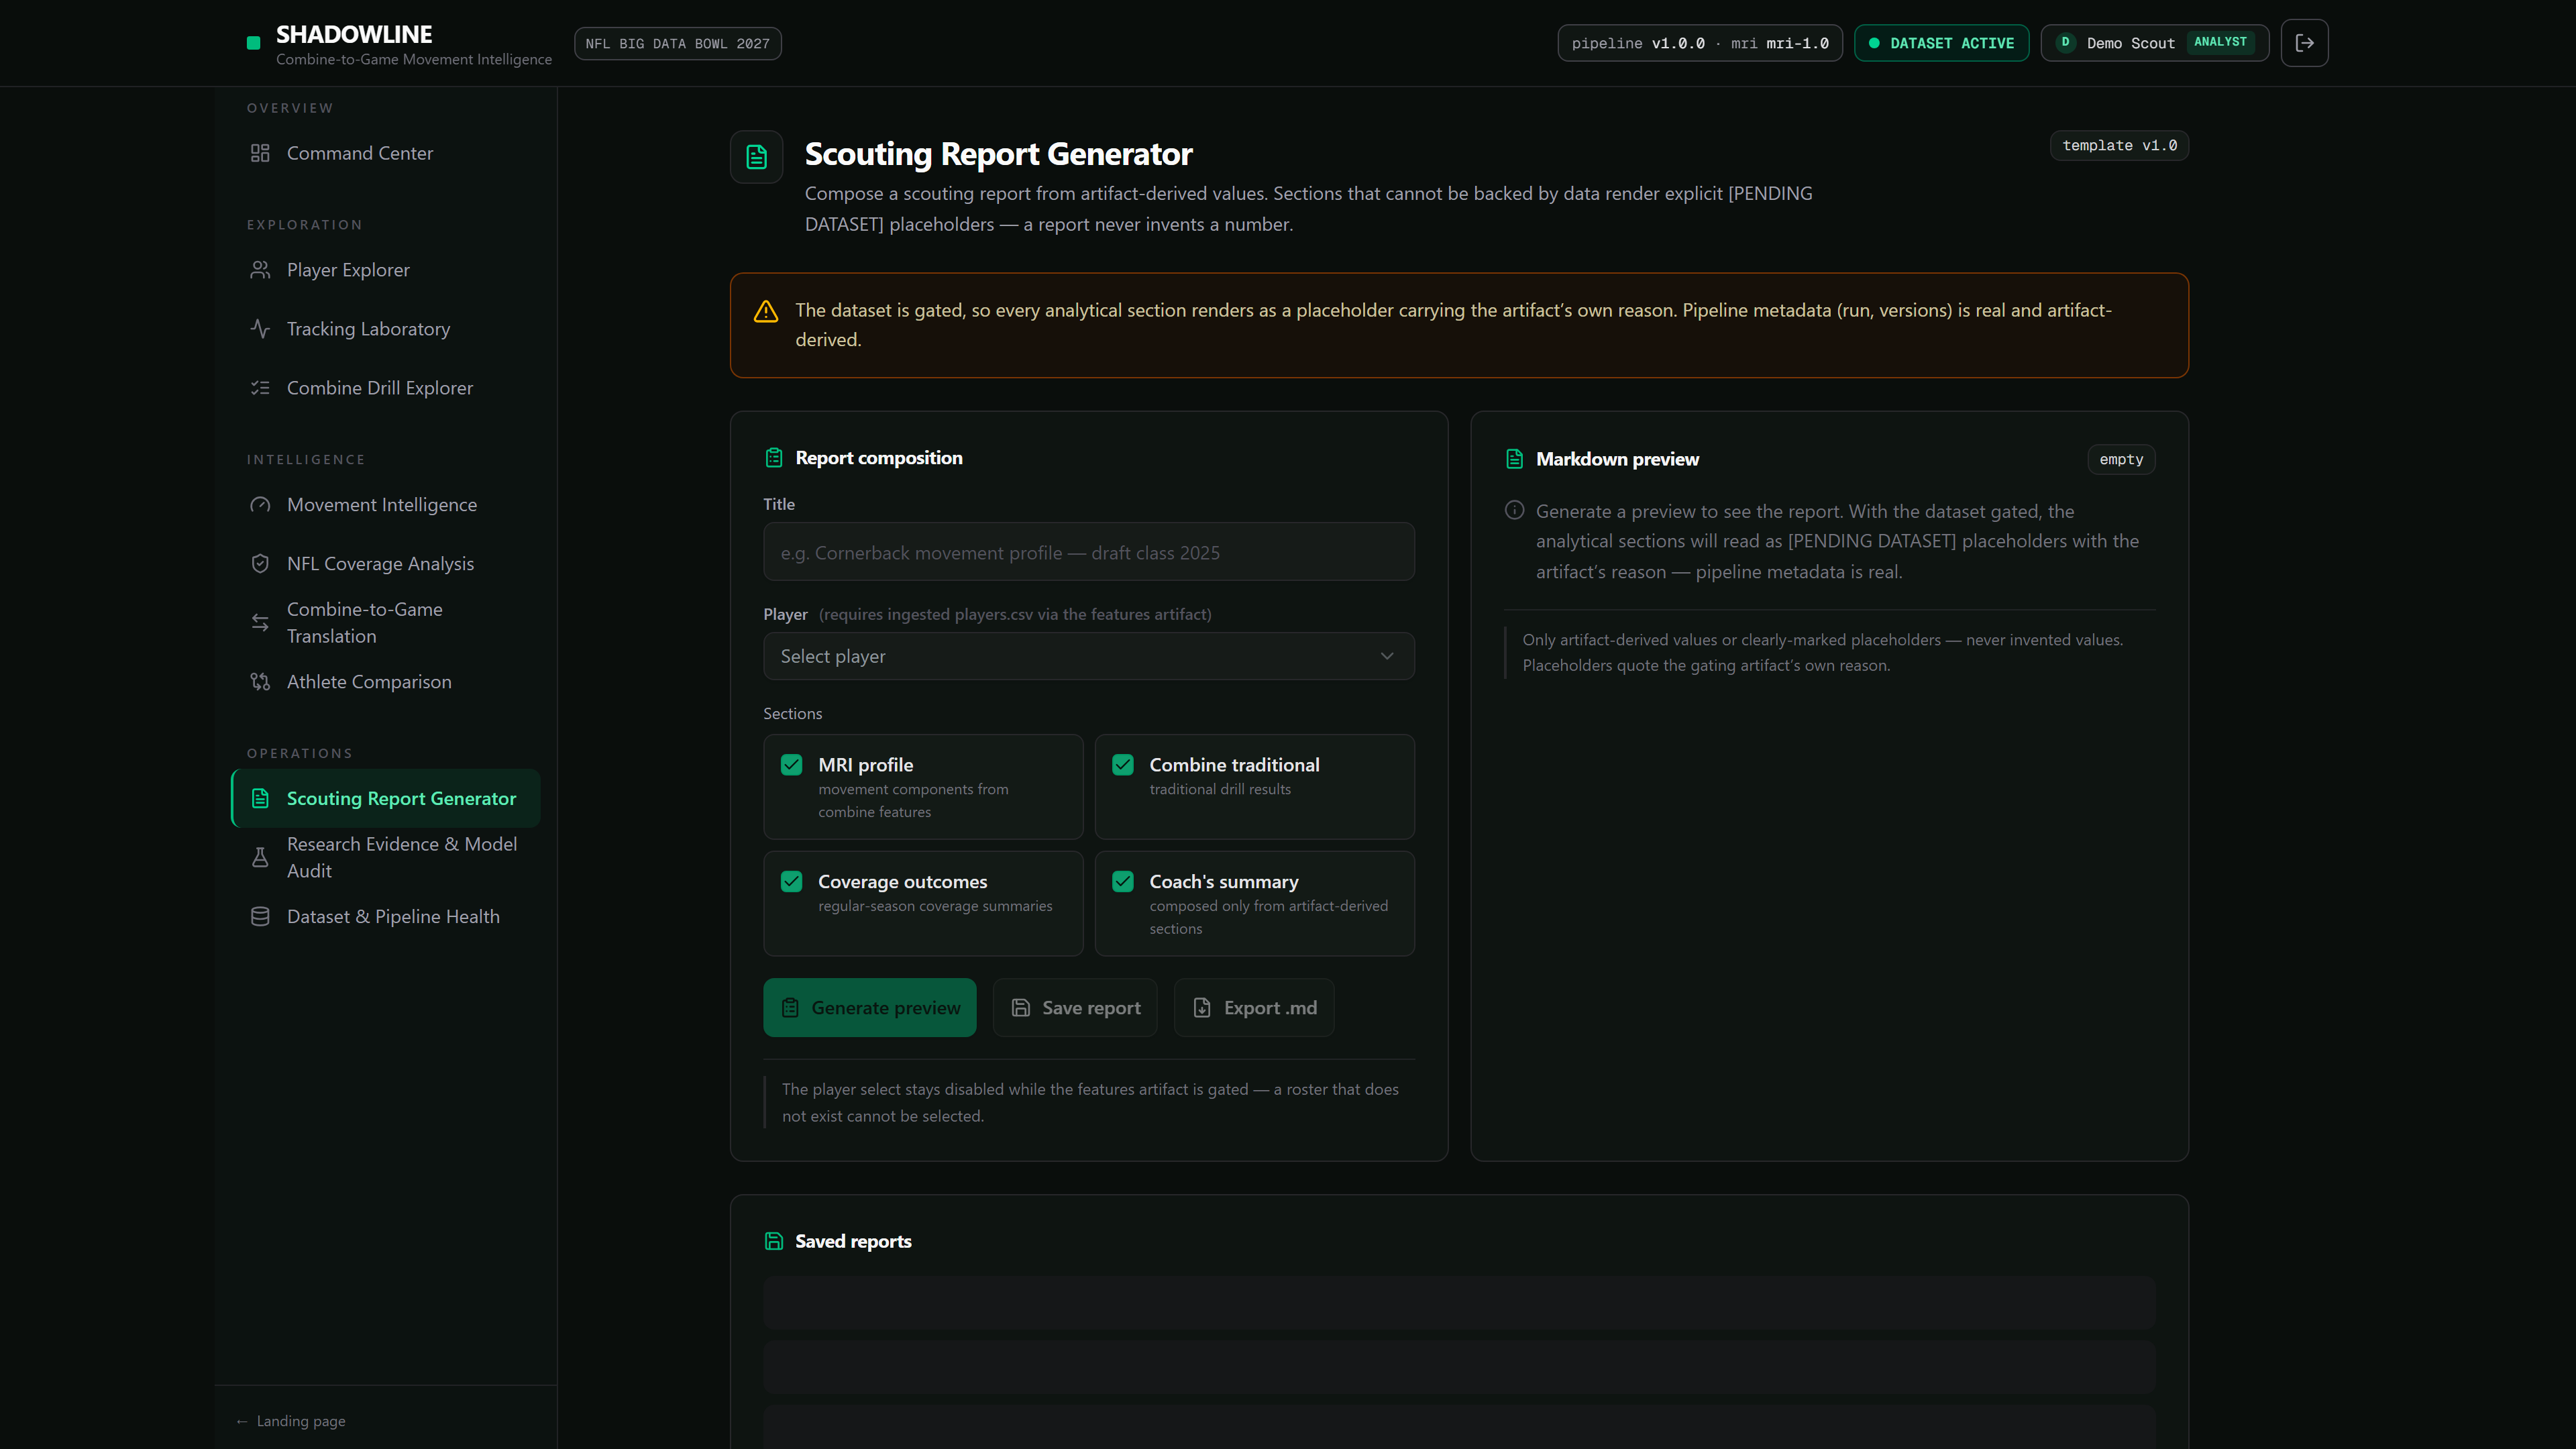 SHADOWLINE
Combine-to-Game Movement Intelligence
NFL BIG DATA BOWL 2027
pipeline v1.0.0 · mri mri-1.0
DATASET ACTIVE
D Demo Scout ANALYST
OVERVIEW
Command Center
EXPLORATION
Player Explorer
Tracking Laboratory
Combine Drill Explorer
INTELLIGENCE
Movement Intelligence
NFL Coverage Analysis
Combine-to-Game
Translation
Athlete Comparison
OPERATIONS
Scouting Report Generator
Research Evidence & Model
Audit
Dataset & Pipeline Health
← Landing page
Scouting Report Generator
template v1.0
Compose a scouting report from artifact-derived values. Sections that cannot be backed by data render explicit [PENDING
DATASET] placeholders — a report never invents a number.
The dataset is gated, so every analytical section renders as a placeholder carrying the artifact’s own reason. Pipeline metadata (run, versions) is real and artifact-
derived.
Report composition
Title
e.g. Cornerback movement profile — draft class 2025
Player (requires ingested players.csv via the features artifact)
Select player
Sections
MRI profile
movement components from
combine features
Combine traditional
traditional drill results
Coverage outcomes
regular-season coverage summaries
Coach's summary
composed only from artifact-derived
sections
Generate preview
Save report
Export .md
The player select stays disabled while the features artifact is gated — a roster that does
not exist cannot be selected.
Markdown preview
empty
Generate a preview to see the report. With the dataset gated, the
analytical sections will read as [PENDING DATASET] placeholders with the
artifact’s reason — pipeline metadata is real.
Only artifact-derived values or clearly-marked placeholders — never invented values.
Placeholders quote the gating artifact’s own reason.
Saved reports